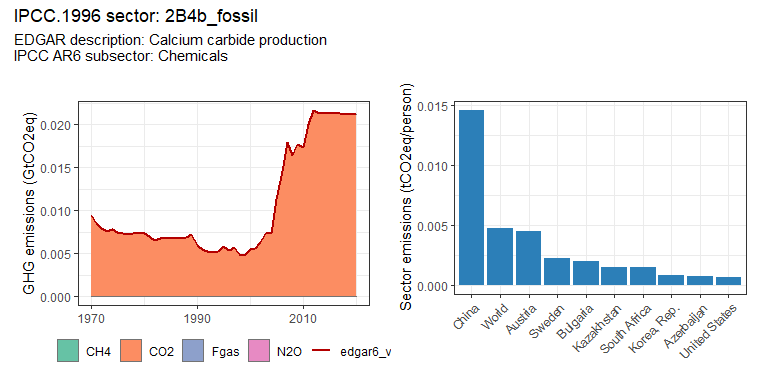 IPCC.1996 sector: 2B4b_fossil
EDGAR description: Calcium carbide production
IPCC AR6 subsector: Chemicals
GHG emissions (GtCO2eq)
0.020
0.015
0.010
0.005
0.000
1970
1990
2010
CH4
CO2
Fgas
N2O
edgar6_v
Sector emissions (tCO2eq/person)
0.015
0.010
0.005
0.000
China
World
Austria
Sweden
Bulgaria
Kazakhstan
South Africa
Korea, Rep.
Azerbaijan
United States